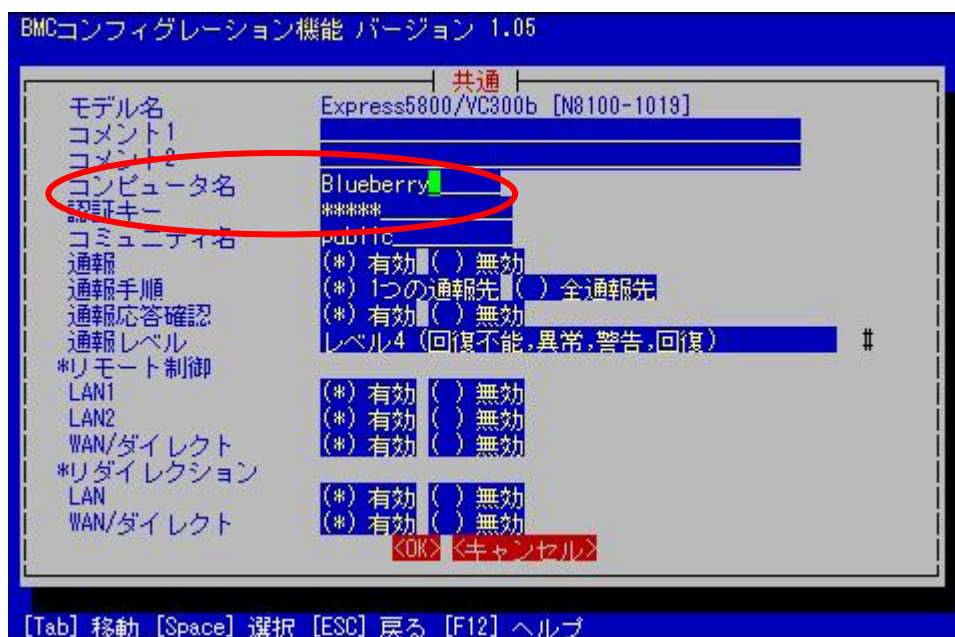 BMCコンフィグレーション機能 バージョン 1.05
共通
モデル名 Express5800/VC300b [N8100-1019]
コメント1
コメント2
コンピュータ名 Blueberry
認証キー *****
コミュニティ名 public
通報 (*) 有効 ( ) 無効
通報手順 (*) 1つの通報先 ( ) 全通報先
通報応答確認 (*) 有効 ( ) 無効
通報レベル レベル4 (回復不能,異常,警告,回復) #
*リモート制御
LAN1 (*) 有効 ( ) 無効
LAN2 (*) 有効 ( ) 無効
WAN/ダイレクト (*) 有効 ( ) 無効
*リダイレクション
LAN (*) 有効 ( ) 無効
WAN/ダイレクト (*) 有効 ( ) 無効
<OK> <キャンセル>
[Tab] 移動 [Space] 選択 [ESC] 戻る [F12] ヘルプ